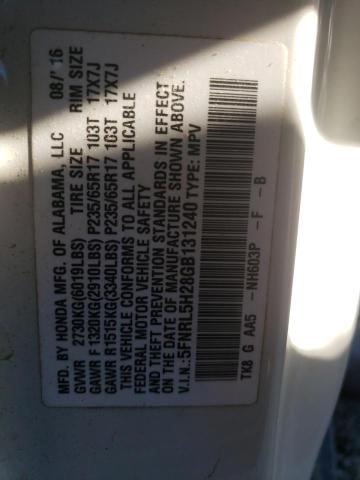 MFD. BY HONDA MFG. OF ALABAMA, LLC 08/'16
GVWR 2730KG(6019LBS) TIRE SIZE RIM SIZE
GAWR F 1320KG(2910LBS) P235/65R17 103T 17X7J
GAWR R 1515KG(3340LBS) P235/65R17 103T 17X7J
THIS VEHICLE CONFORMS TO ALL APPLICABLE
FEDERAL MOTOR VEHICLE SAFETY
AND THEFT PREVENTION STANDARDS IN EFFECT
ON THE DATE OF MANUFACTURE SHOWN ABOVE.
V.I.N.:5FNRL5H28GB131240 TYPE: MPV
TK8 G AA5 -NH603P -F -B